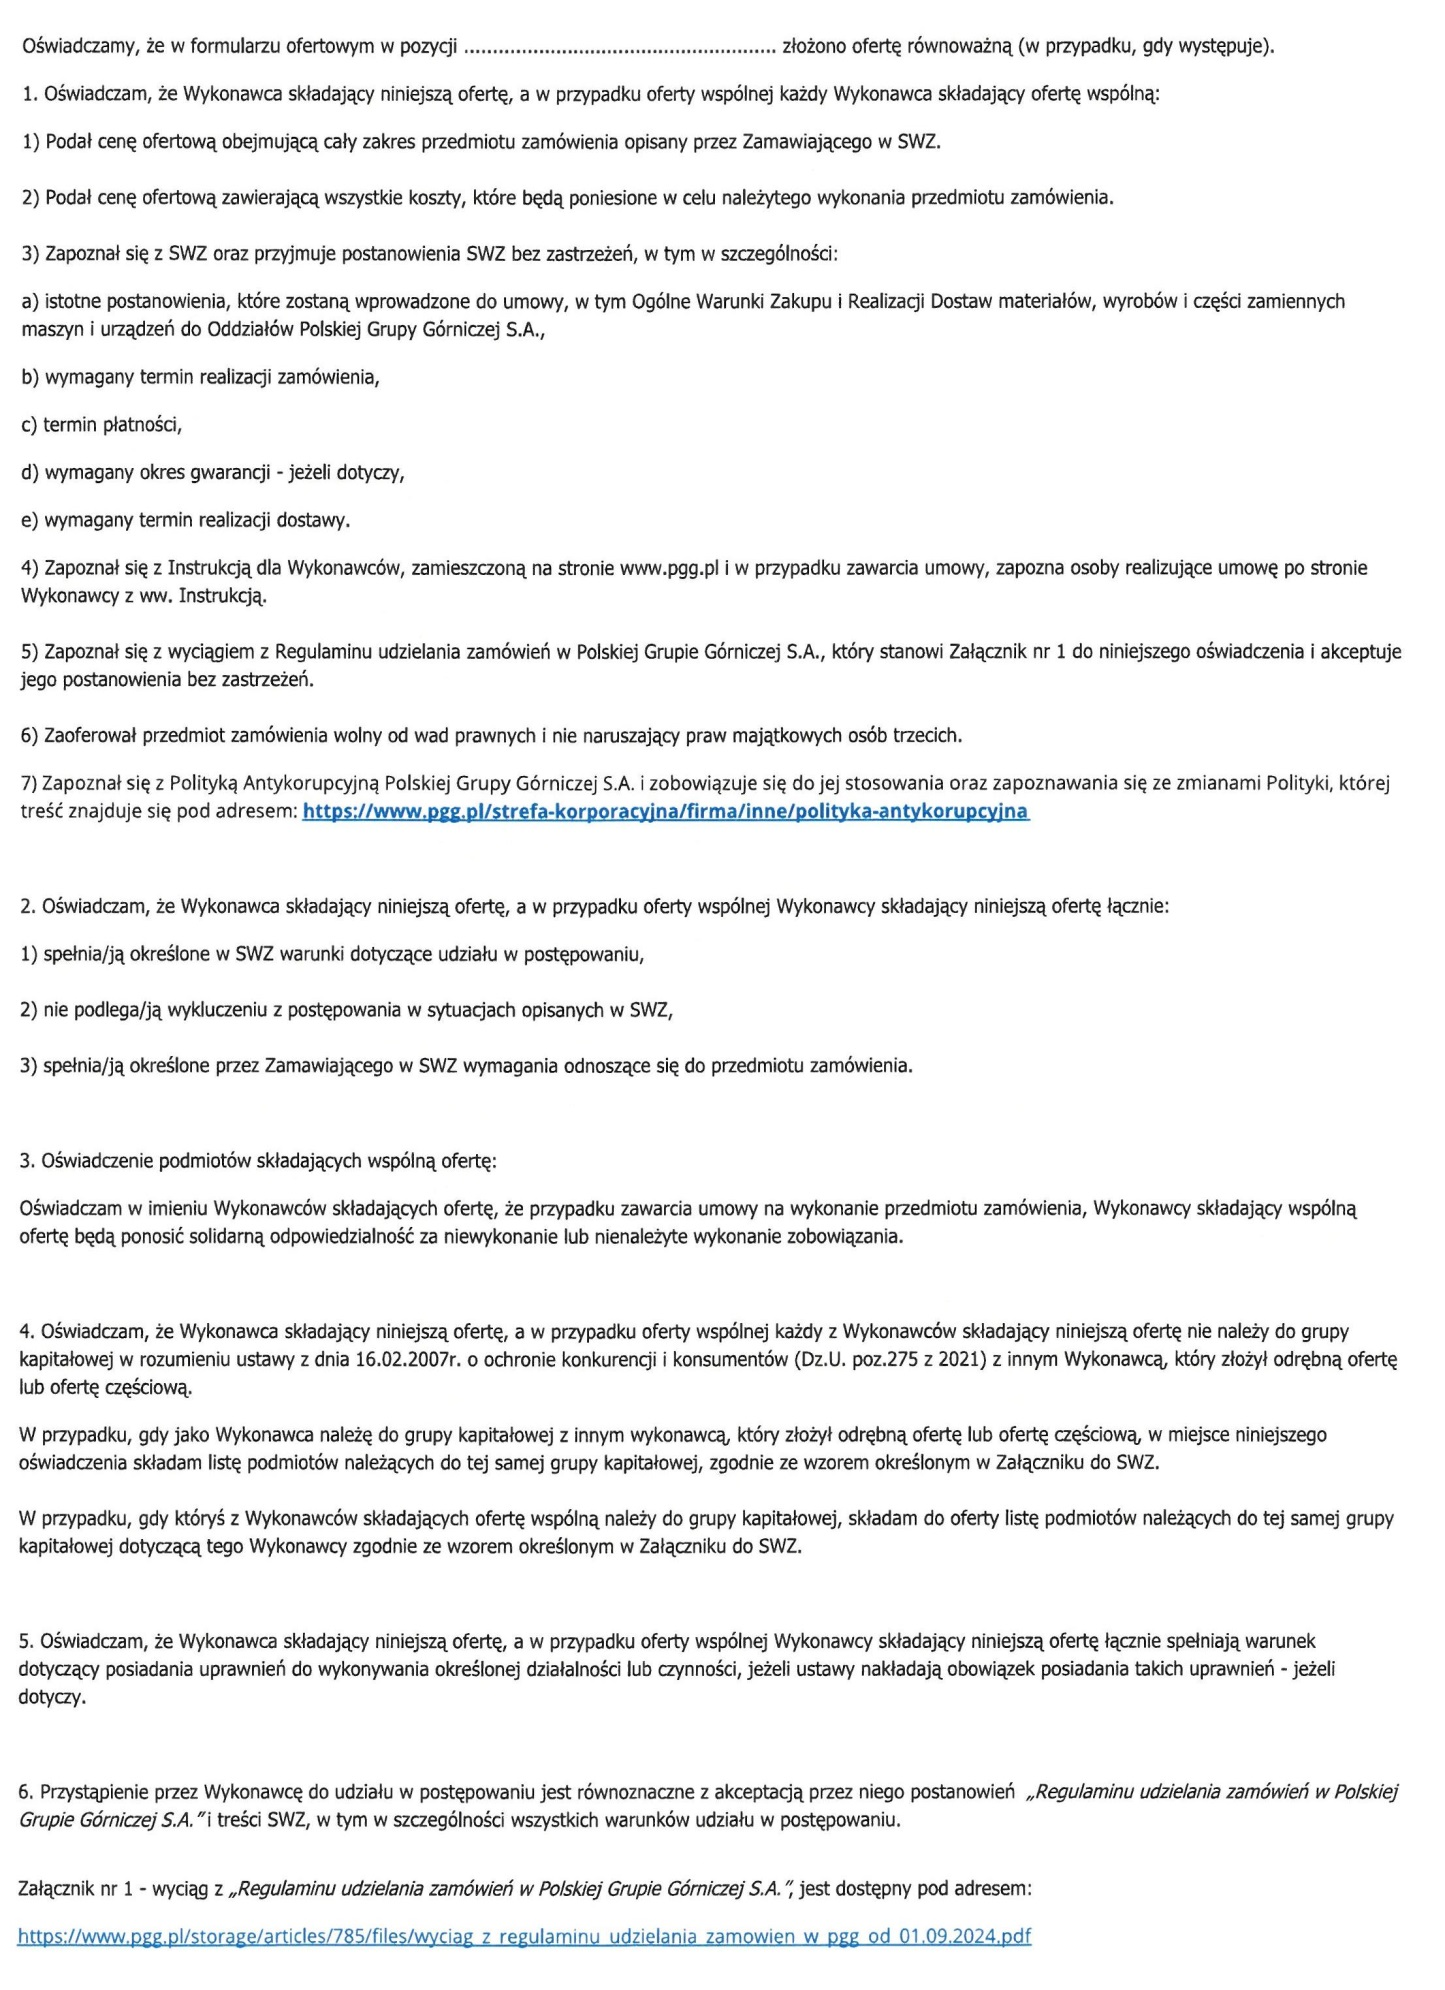 Oświadczamy, że w formularzu ofertowym w pozycji ...................................................... złożono ofertę równoważną (w przypadku, gdy występuje).
1. Oświadczam, że Wykonawca składający niniejszą ofertę, a w przypadku oferty wspólnej każdy Wykonawca składający ofertę wspólną:
1) Podał cenę ofertową obejmującą cały zakres przedmiotu zamówienia opisany przez Zamawiającego w SWZ.
2) Podał cenę ofertową zawierającą wszystkie koszty, które będą poniesione w celu należytego wykonania przedmiotu zamówienia.
3) Zapoznał się z SWZ oraz przyjmuje postanowienia SWZ bez zastrzeżeń, w tym w szczególności:
a) istotne postanowienia, które zostaną wprowadzone do umowy, w tym Ogólne Warunki Zakupu i Realizacji Dostaw materiałów, wyrobów i części zamiennych
maszyn i urządzeń do Oddziałów Polskiej Grupy Górniczej S.A.,
b) wymagany termin realizacji zamówienia,
c) termin płatności,
d) wymagany okres gwarancji - jeżeli dotyczy,
e) wymagany termin realizacji dostawy.
4) Zapoznał się z Instrukcją dla Wykonawców, zamieszczoną na stronie www.pgg.pl i w przypadku zawarcia umowy, zapozna osoby realizujące umowę po stronie
Wykonawcy z ww. Instrukcją.
5) Zapoznał się z wyciągiem z Regulaminu udzielania zamówień w Polskiej Grupie Górniczej S.A., który stanowi Załącznik nr 1 do niniejszego oświadczenia i akceptuje
jego postanowienia bez zastrzeżeń.
6) Zaoferował przedmiot zamówienia wolny od wad prawnych i nie naruszający praw majątkowych osób trzecich.
7) Zapoznał się z Polityką Antykorupcyjną Polskiej Grupy Górniczej S.A. i zobowiązuje się do jej stosowania oraz zapoznawania się ze zmianami Polityki, której
treść znajduje się pod adresem: https://www.pgg.pl/strefa-korporacyjna/firma/inne/polityka-antykorupcyjna
2. Oświadczam, że Wykonawca składający niniejszą ofertę, a w przypadku oferty wspólnej Wykonawcy składający niniejszą ofertę łącznie:
1) spełnia/ją określone w SWZ warunki dotyczące udziału w postępowaniu,
2) nie podlega/ją wykluczeniu z postępowania w sytuacjach opisanych w SWZ,
3) spełnia/ją określone przez Zamawiającego w SWZ wymagania odnoszące się do przedmiotu zamówienia.
3. Oświadczenie podmiotów składających wspólną ofertę:
Oświadczam w imieniu Wykonawców składających ofertę, że przypadku zawarcia umowy na wykonanie przedmiotu zamówienia, Wykonawcy składający wspólną
ofertę będą ponosić solidarną odpowiedzialność za niewykonanie lub nienależyte wykonanie zobowiązania.
4. Oświadczam, że Wykonawca składający niniejszą ofertę, a w przypadku oferty wspólnej każdy z Wykonawców składający niniejszą ofertę nie należy do grupy
kapitałowej w rozumieniu ustawy z dnia 16.02.2007r. o ochronie konkurencji i konsumentów (Dz.U. poz.275 z 2021) z innym Wykonawcą, który złożył odrębną ofertę
lub ofertę częściową.
W przypadku, gdy jako Wykonawca należę do grupy kapitałowej z innym wykonawcą, który złożył odrębną ofertę lub ofertę częściową, w miejsce niniejszego
oświadczenia składam listę podmiotów należących do tej samej grupy kapitałowej, zgodnie ze wzorem określonym w Załączniku do SWZ.
W przypadku, gdy któryś z Wykonawców składających ofertę wspólną należy do grupy kapitałowej, składam do oferty listę podmiotów należących do tej samej grupy
kapitałowej dotyczącą tego Wykonawcy zgodnie ze wzorem określonym w Załączniku do SWZ.
5. Oświadczam, że Wykonawca składający niniejszą ofertę, a w przypadku oferty wspólnej Wykonawcy składający niniejszą ofertę łącznie spełniają warunek
dotyczący posiadania uprawnień do wykonywania określonej działalności lub czynności, jeżeli ustawy nakładają obowiązek posiadania takich uprawnień - jeżeli
dotyczy.
6. Przystąpienie przez Wykonawcę do udziału w postępowaniu jest równoznaczne z akceptacją przez niego postanowień „Regulaminu udzielania zamówień w Polskiej
Grupie Górniczej S.A.” i treści SWZ, w tym w szczególności wszystkich warunków udziału w postępowaniu.
Załącznik nr 1 - wyciąg z „Regulaminu udzielania zamówień w Polskiej Grupie Górniczej S.A.”, jest dostępny pod adresem:
https://www.pgg.pl/storage/articles/785/files/wyciag_z_regulaminu_udzielania_zamowien_w_pgg_od_01.09.2024.pdf